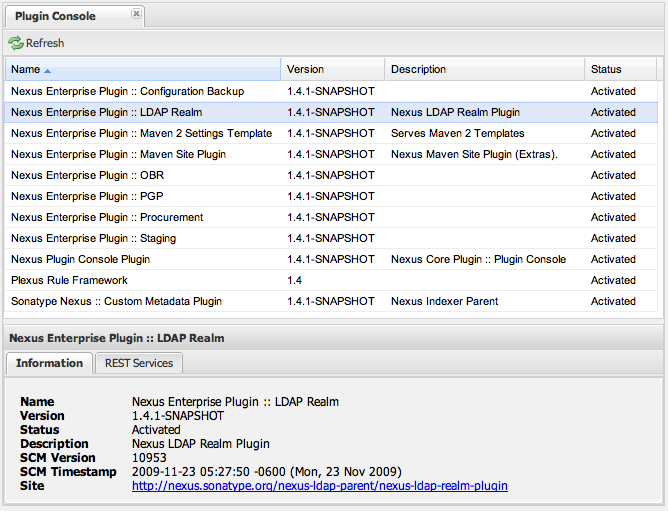 Plugin Console
Refresh
Name Version Description Status
Nexus Enterprise Plugin :: Configuration Backup 1.4.1-SNAPSHOT Activated
Nexus Enterprise Plugin :: LDAP Realm 1.4.1-SNAPSHOT Nexus LDAP Realm Plugin Activated
Nexus Enterprise Plugin :: Maven 2 Settings Template 1.4.1-SNAPSHOT Serves Maven 2 Templates Activated
Nexus Enterprise Plugin :: Maven Site Plugin 1.4.1-SNAPSHOT Nexus Maven Site Plugin (Extras). Activated
Nexus Enterprise Plugin :: OBR 1.4.1-SNAPSHOT Activated
Nexus Enterprise Plugin :: PGP 1.4.1-SNAPSHOT Activated
Nexus Enterprise Plugin :: Procurement 1.4.1-SNAPSHOT Activated
Nexus Enterprise Plugin :: Staging 1.4.1-SNAPSHOT Activated
Nexus Plugin Console Plugin 1.4.1-SNAPSHOT Nexus Core Plugin :: Plugin Console Activated
Plexus Rule Framework 1.4 Activated
Sonatype Nexus :: Custom Metadata Plugin 1.4.1-SNAPSHOT Nexus Indexer Parent Activated
Nexus Enterprise Plugin :: LDAP Realm
Information REST Services
Name Nexus Enterprise Plugin :: LDAP Realm
Version 1.4.1-SNAPSHOT
Status Activated
Description Nexus LDAP Realm Plugin
SCM Version 10953
SCM Timestamp 2009-11-23 05:27:50 -0600 (Mon, 23 Nov 2009)
Site http://nexus.sonatype.org/nexus-ldap-parent/nexus-ldap-realm-plugin